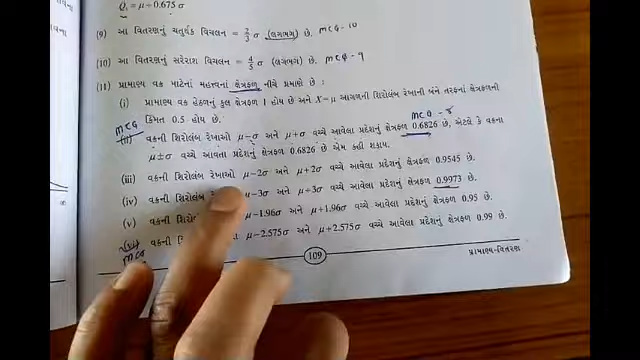 Q₁ = μ – 0.675 σ
(9) આ વિતરણનું ચતુર્થક વિચલન = 2/3 σ (લગભગ) છે. MCQ - 10
(10) આ વિતરણનું સરેરાશ વિચલન = 4/5 σ (લગભગ) છે. MCQ - 9
(11) પ્રામાણ્ય વક્ર માટેનાં મહત્ત્વનાં ક્ષેત્રફળ નીચે પ્રમાણે છે :
(i) પ્રામાણ્ય વક્ર હેઠળનું કુલ ક્ષેત્રફળ 1 હોય છે અને X = μ આગળની શિરોલંબ રેખાની બંને તરફનાં ક્ષેત્રફળની
કિંમત 0.5 હોય છે.
MCQ - 8
MCQ
(ii) વક્રની શિરોલંબ રેખાઓ μ – σ અને μ + σ વચ્ચે આવેલા પ્રદેશનું ક્ષેત્રફળ 0.6826 છે, એટલે કે વક્રના
μ ± σ વચ્ચે આવતા પ્રદેશનું ક્ષેત્રફળ 0.6826 છે એમ કહી શકાય.
(iii) વક્રની શિરોલંબ રેખાઓ μ – 2σ અને μ + 2σ વચ્ચે આવેલા પ્રદેશનું ક્ષેત્રફળ 0.9545 છે.
(iv) વક્રની શિરોલંબ μ – 3σ અને μ + 3σ વચ્ચે આવેલા પ્રદેશનું ક્ષેત્રફળ 0.9973 છે.
(v) વક્રની μ – 1.96σ અને μ + 1.96σ વચ્ચે આવેલા પ્રદેશનું ક્ષેત્રફળ 0.95 છે.
વક્રની μ – 2.575σ અને μ + 2.575σ વચ્ચે આવેલા પ્રદેશનું ક્ષેત્રફળ 0.99 છે.
MCQ
109
પ્રામાણ્ય-વિતરણ